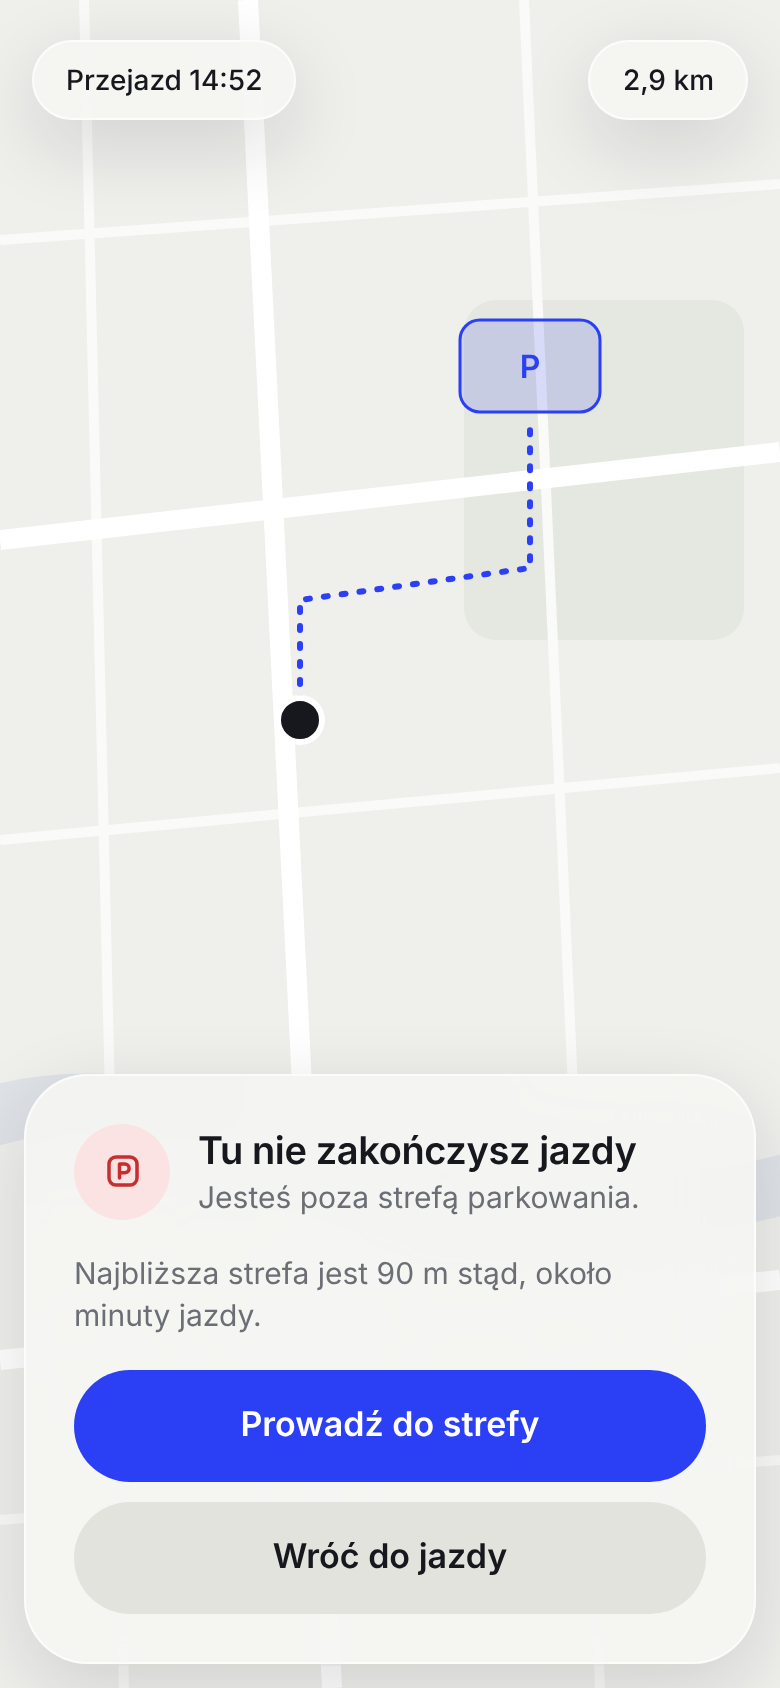 Przejazd 14:52
2,9 km
P
P
Tu nie zakończysz jazdy
Jesteś poza strefą parkowania.
Najbliższa strefa jest 90 m stąd, około
minuty jazdy.
Prowadź do strefy
Wróć do jazdy